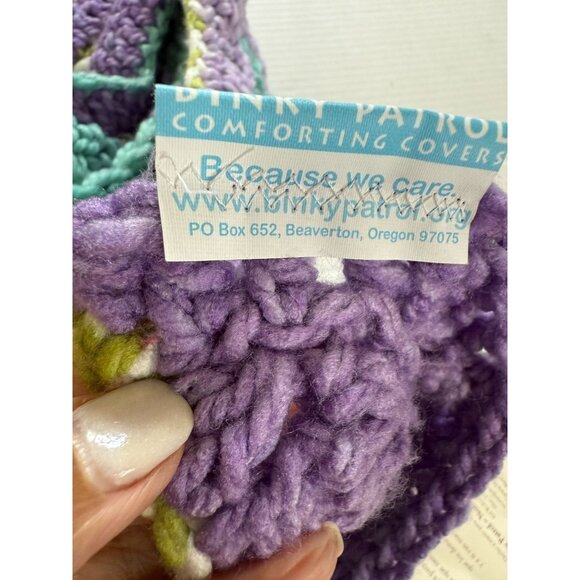 BINKY PATROL
COMFORTING COVERS
Because we care.
www.binkypatrol.org
PO Box 652, Beaverton, Oregon 97075